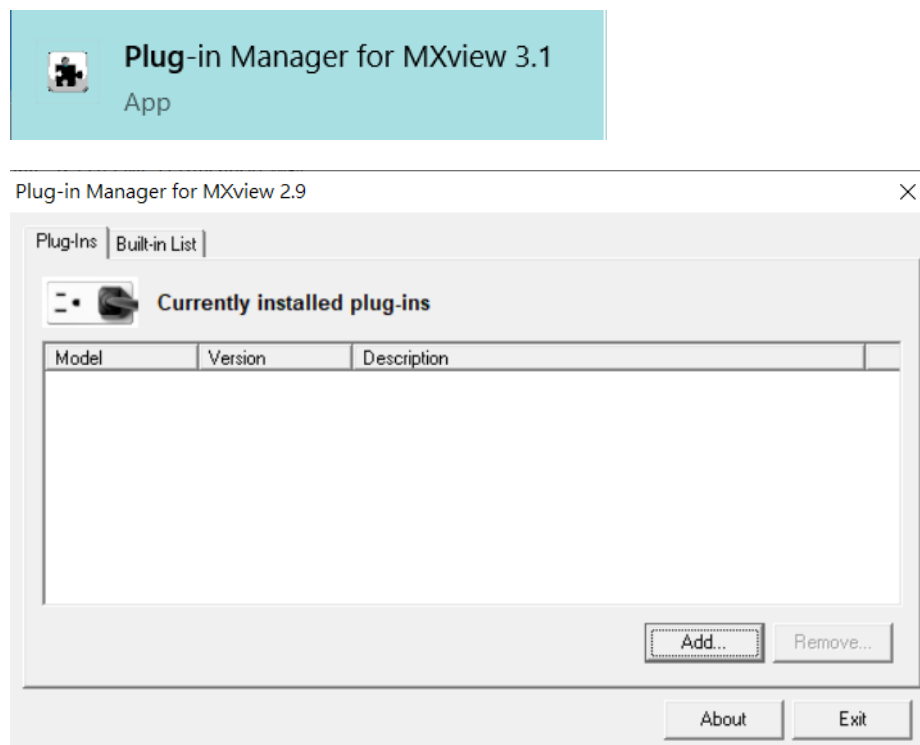 Plug-in Manager for MXview 3.1
App
Plug-in Manager for MXview 2.9
Plug-Ins Built-in List
Currently installed plug-ins
Model Version Description
Add... Remove...
About Exit